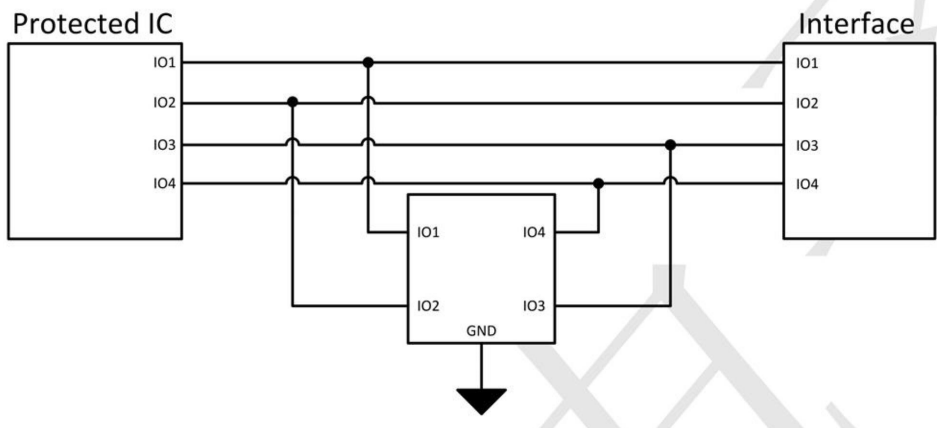 Protected IC
Interface
IO1
IO2
IO3
IO4
IO1
IO2
IO3
IO4
IO1
IO4
IO2
IO3
GND